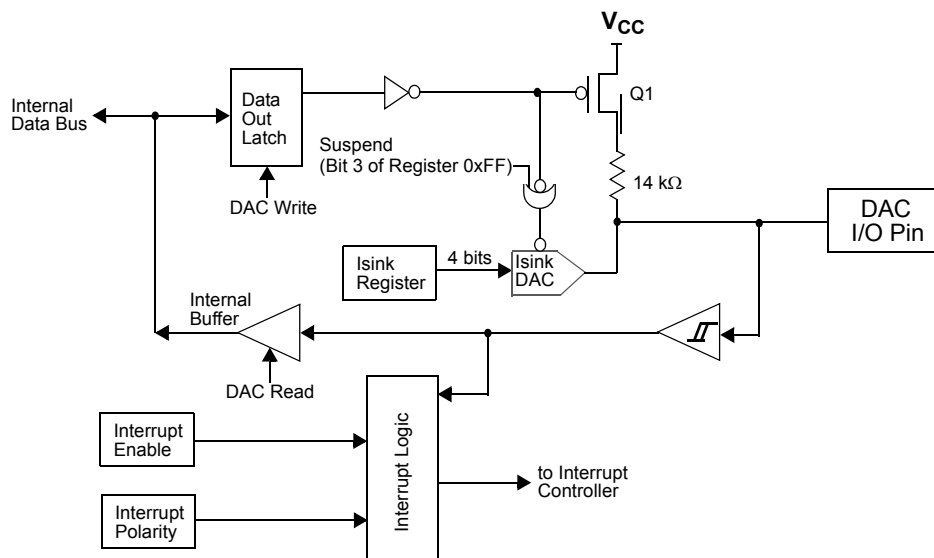 VCC
Internal
Data Bus
Data
Out
Latch
Q1
Suspend
(Bit 3 of Register 0xFF)
14 kΩ
DAC Write
DAC
I/O Pin
4 bits
Isink
Register
Isink
DAC
Internal
Buffer
DAC Read
Interrupt
Enable
Interrupt Logic
to Interrupt
Controller
Interrupt
Polarity